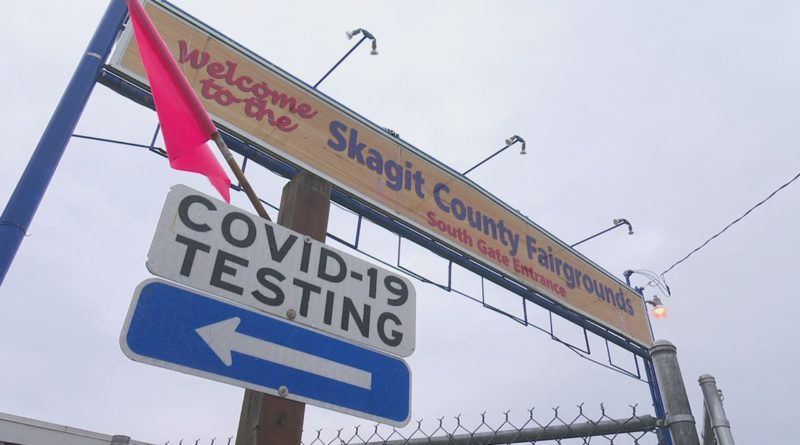 Welcome
to the
Skagit County Fairgrounds
South Gate Entrance
COVID-19
TESTING